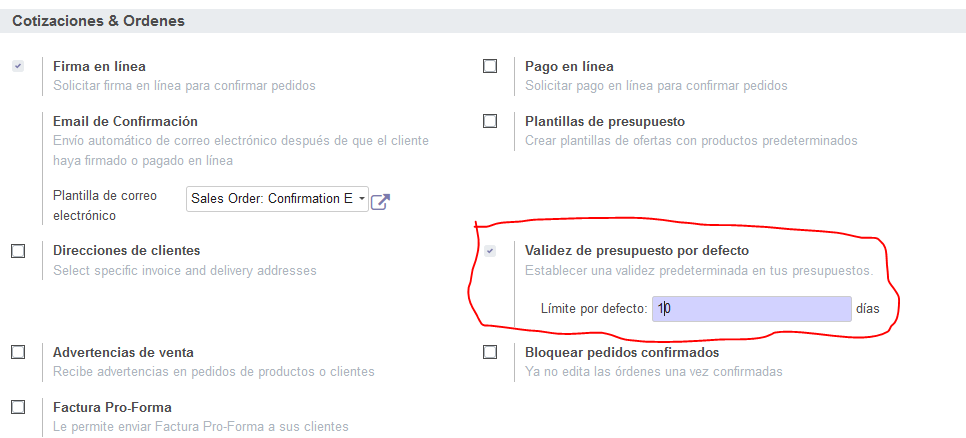 Cotizaciones & Ordenes
Firma en línea
Solicitar firma en línea para confirmar pedidos
Pago en línea
Solicitar pago en línea para confirmar pedidos
Email de Confirmación
Envío automático de correo electrónico después de que el cliente
haya firmado o pagado en línea
Plantilla de correo
electrónico
Sales Order: Confirmation E
Plantillas de presupuesto
Crear plantillas de ofertas con productos predeterminados
Direcciones de clientes
Select specific invoice and delivery addresses
Validez de presupuesto por defecto
Establecer una validez predeterminada en tus presupuestos.
Límite por defecto: 10 días
Advertencias de venta
Recibe advertencias en pedidos de productos o clientes
Bloquear pedidos confirmados
Ya no edita las órdenes una vez confirmadas
Factura Pro-Forma
Le permite enviar Factura Pro-Forma a sus clientes